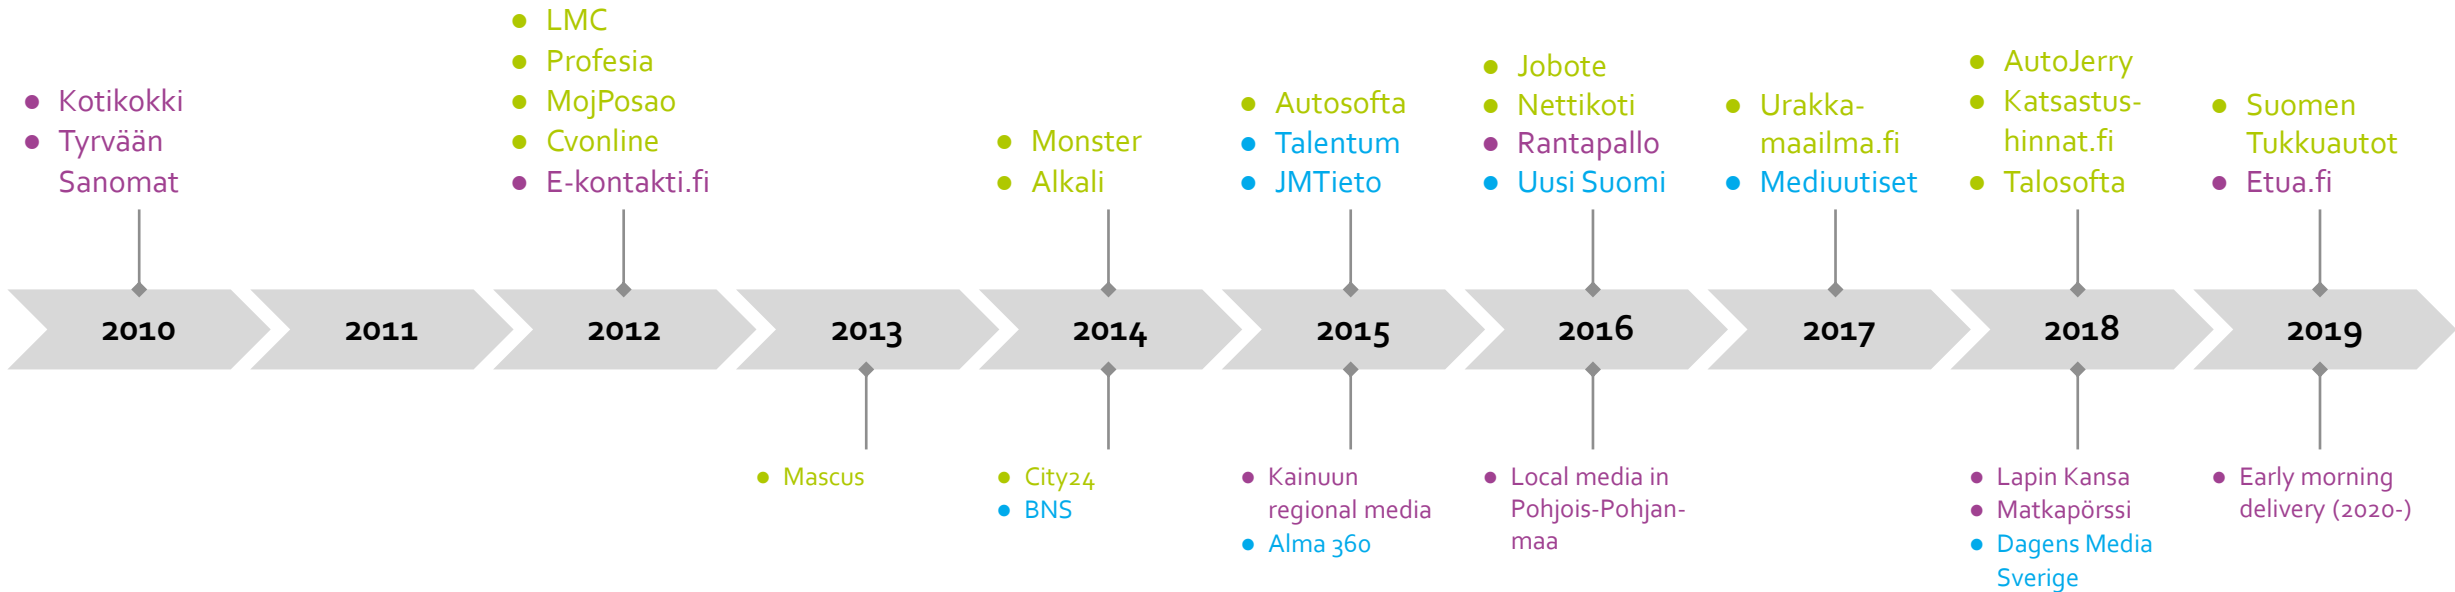 Kotikokki
Tyrvään
Sanomat
LMC
Profesia
MojPosao
Cvonline
E-kontakti.fi
Monster
Alkali
Autosofta
Talentum
JMTieto
Jobote
Nettikoti
Rantapallo
Uusi Suomi
Urakka-
maailma.fi
Mediuutiset
AutoJerry
Katsastus-
hinnat.fi
Talosofta
Suomen
Tukkuautot
Etua.fi
2010
2011
2012
2013
2014
2015
2016
2017
2018
2019
Mascus
City24
BNS
Kainuun
regional media
Alma 360
Local media in
Pohjois-Pohjan-
maa
Lapin Kansa
Matkapörssi
Dagens Media
Sverige
Early morning
delivery (2020-)